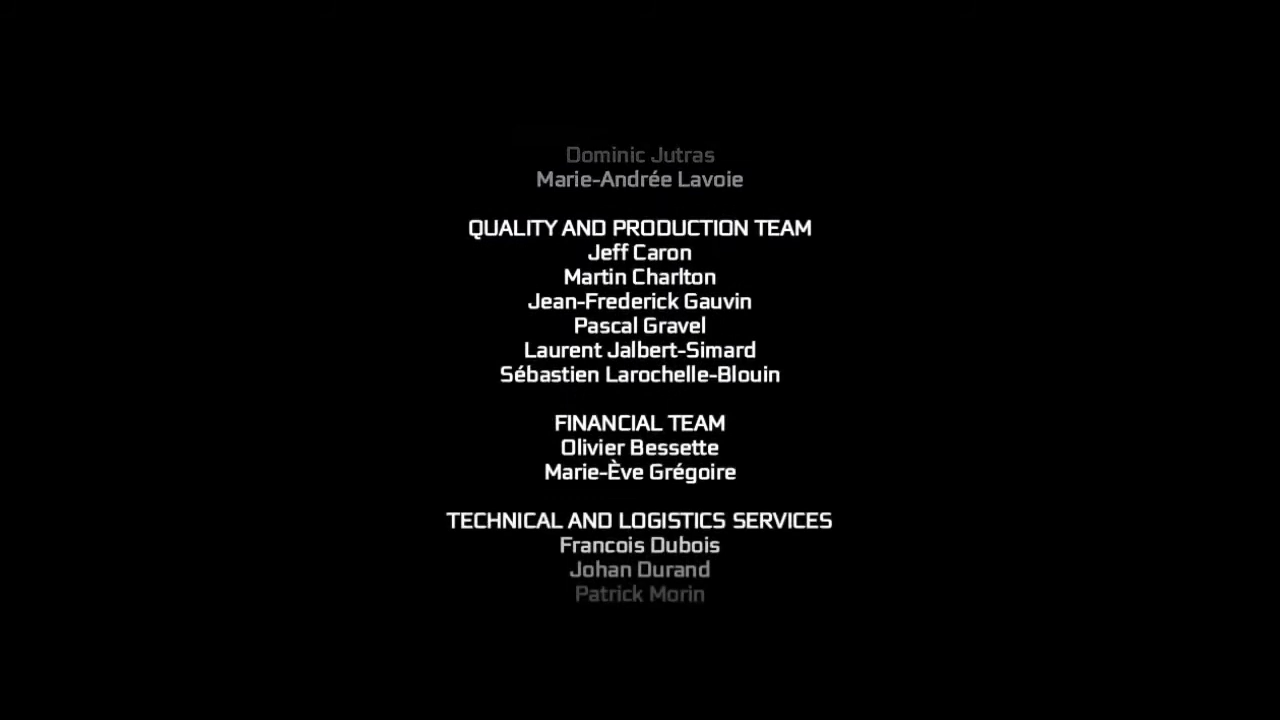 Dominic Jutras
Marie-Andrée Lavoie
QUALITY AND PRODUCTION TEAM
Jeff Caron
Martin Charlton
Jean-Frederick Gauvin
Pascal Gravel
Laurent Jalbert-Simard
Sébastien Larochelle-Blouin
FINANCIAL TEAM
Olivier Bessette
Marie-Ève Grégoire
TECHNICAL AND LOGISTICS SERVICES
Francois Dubois
Johan Durand
Patrick Morin